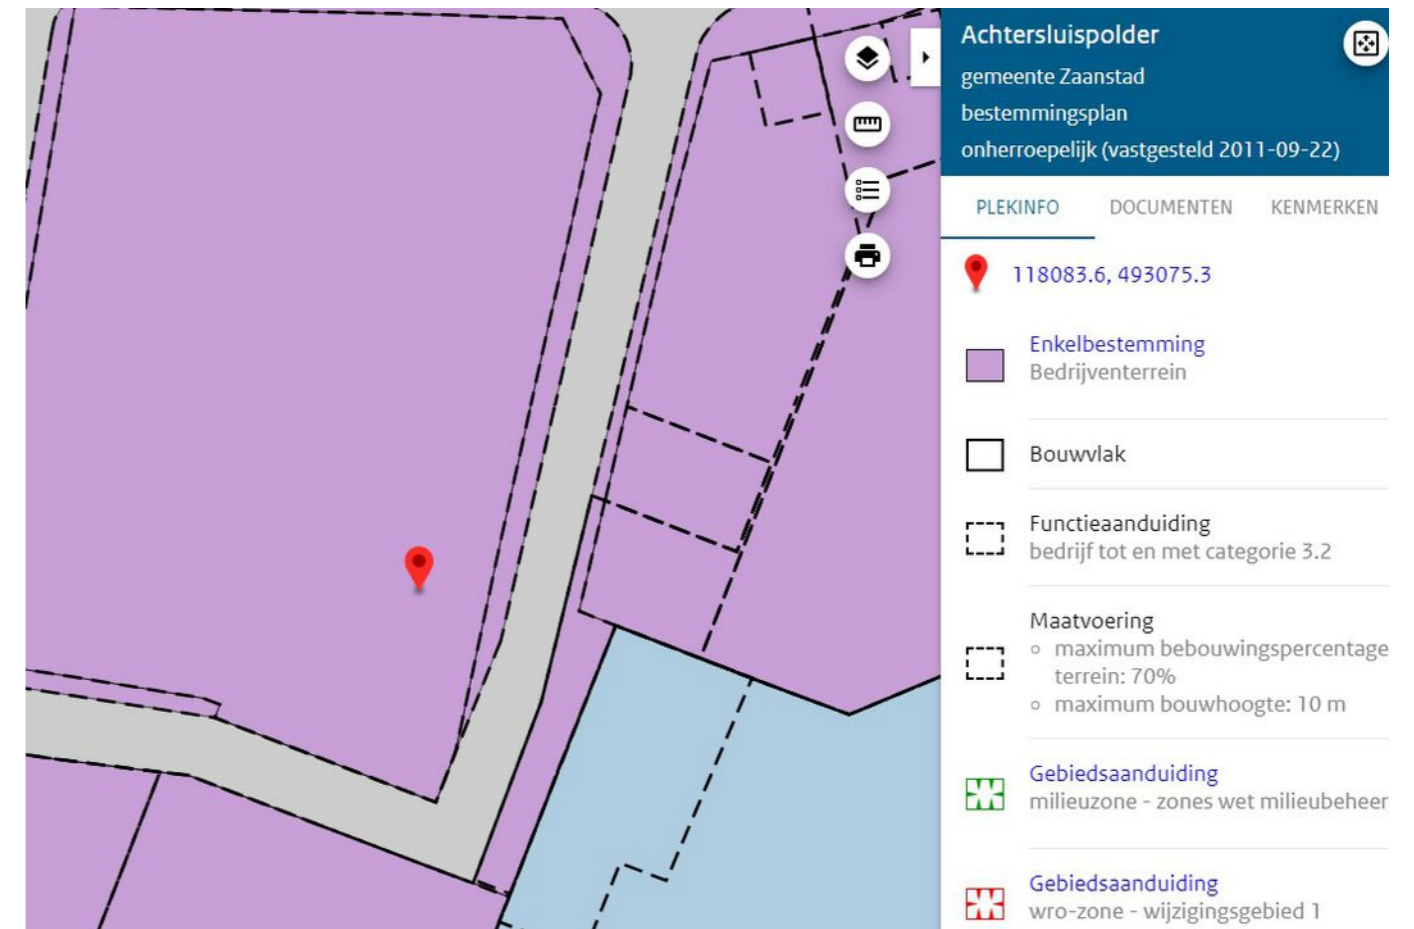 Achtersluispolder
gemeente Zaanstad
bestemmingsplan
onherroepelijk (vastgesteld 2011-09-22)
PLEKINFO DOCUMENTEN KENMERKEN
118083.6, 493075.3
Enkelbestemming
Bedrijventerrein
Bouwvlak
Functieaanduiding
bedrijf tot en met categorie 3.2
Maatvoering
maximum bebouwingspercentage
terrein: 70%
maximum bouwhoogte: 10 m
Gebiedsaanduiding
milieuzone - zones wet milieubeheer
Gebiedsaanduiding
wro-zone - wijzigingsgebied 1